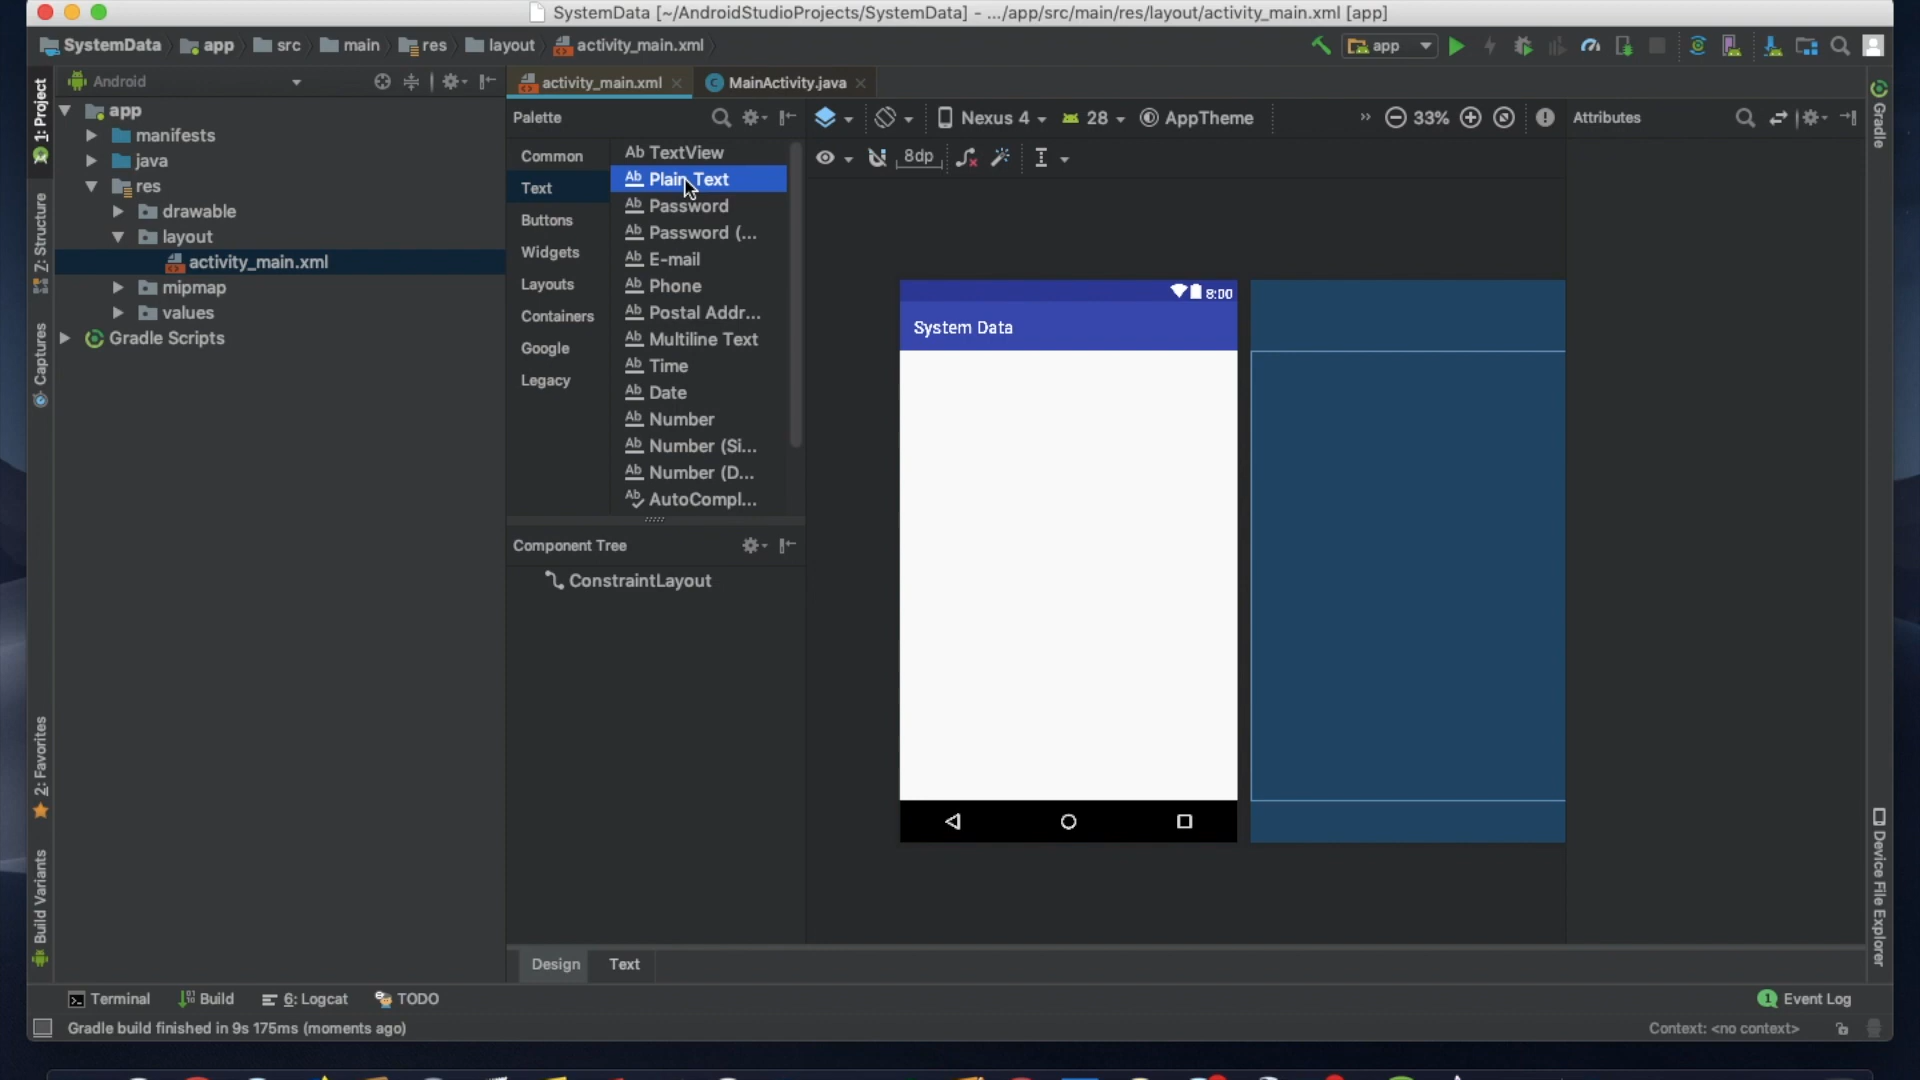 SystemData [~/AndroidStudioProjects/SystemData] - .../app/src/main/res/layout/activity_main.xml [app]
SystemData app src main res layout activity_main.xml
app
Android
activity_main.xml
MainActivity.java
1: Project
Z: Structure
Captures
2: Favorites
Build Variants
app
manifests
java
res
drawable
layout
activity_main.xml
mipmap
values
Gradle Scripts
Palette
Common
Text
Buttons
Widgets
Layouts
Containers
Google
Legacy
Ab TextView
Ab Plain Text
Ab Password
Ab Password (...
Ab E-mail
Ab Phone
Ab Postal Addr...
Ab Multiline Text
Ab Time
Ab Date
Ab Number
Ab Number (Si...
Ab Number (D...
Ab AutoCompl...
Component Tree
ConstraintLayout
Nexus 4 28 AppTheme
» 33%
8dp
8:00
System Data
Attributes
Gradle
Device File Explorer
Design Text
Terminal Build 6: Logcat TODO
1 Event Log
Gradle build finished in 9s 175ms (moments ago)
Context: <no context>